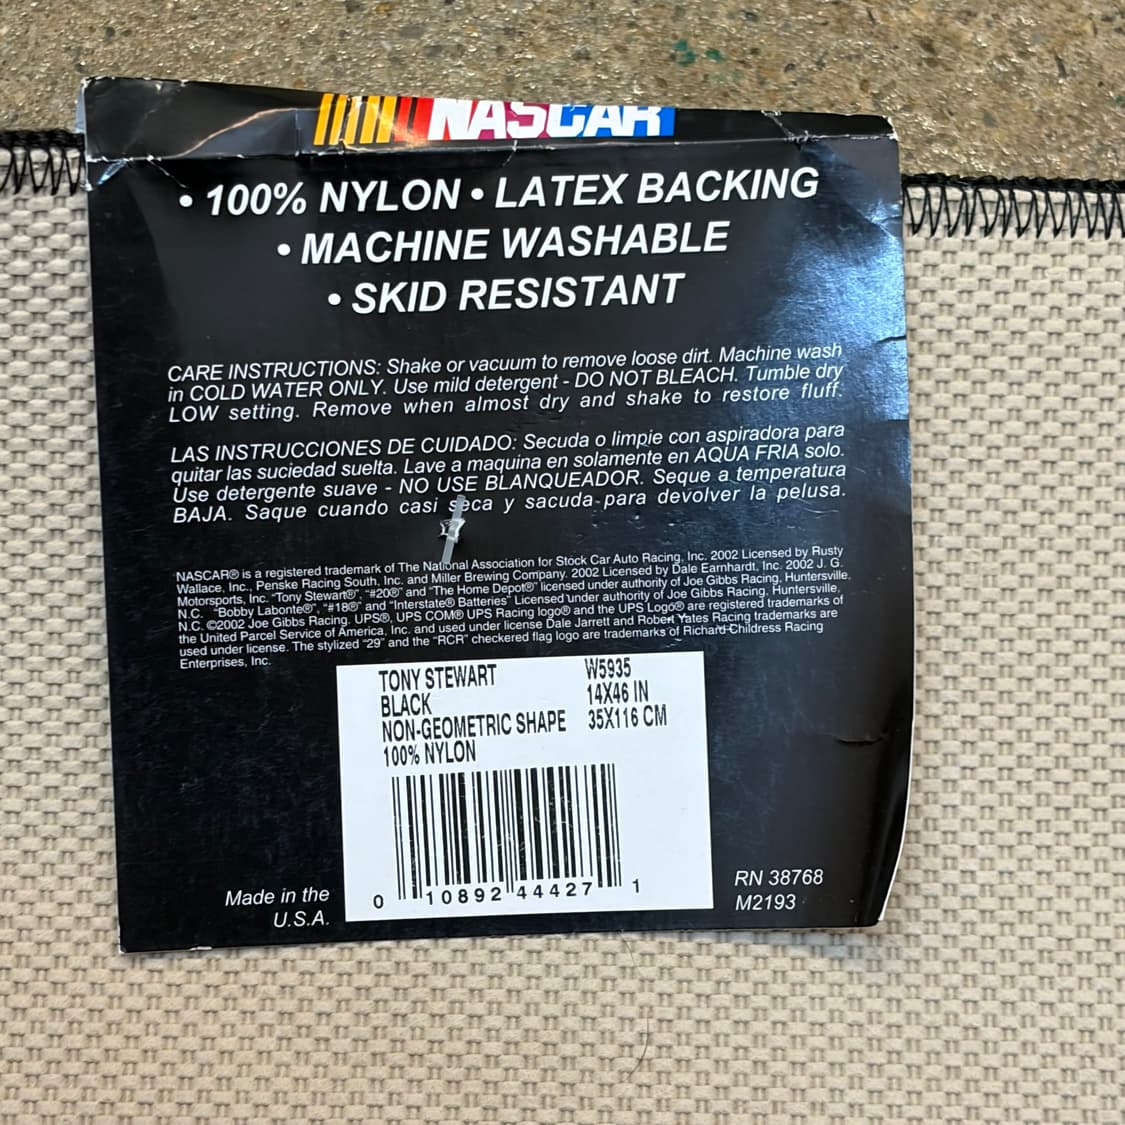 NASCAR
• 100% NYLON • LATEX BACKING
• MACHINE WASHABLE
• SKID RESISTANT
CARE INSTRUCTIONS: Shake or vacuum to remove loose dirt. Machine wash
in COLD WATER ONLY. Use mild detergent - DO NOT BLEACH. Tumble dry
LOW setting. Remove when almost dry and shake to restore fluff.
LAS INSTRUCCIONES DE CUIDADO: Secuda o limpie con aspiradora para
quitar las suciedad suelta. Lave a maquina en solamente en AQUA FRIA solo.
Use detergente suave - NO USE BLANQUEADOR. Seque a temperatura
BAJA. Saque cuando casi seca y sacuda para devolver la pelusa.
NASCAR® is a registered trademark of The National Association for Stock Car Auto Racing, Inc. 2002 Licensed by Rusty
Wallace, Inc., Penske Racing South, Inc. and Miller Brewing Company. 2002 Licensed by Dale Earnhardt, Inc. 2002 J. G.
Motorsports, Inc. "Tony Stewart®", "#20®" and "The Home Depot®" licensed under authority of Joe Gibbs Racing, Huntersville,
N.C. "Bobby Labonte®", "#18®" and "Interstate® Batteries" Licensed under authority of Joe Gibbs Racing, Huntersville,
N.C. ©2002 Joe Gibbs Racing. UPS®, UPS COM® UPS Racing logo® and the UPS Logo® are registered trademarks of
the United Parcel Service of America, Inc. and used under license Dale Jarrett and Robert Yates Racing trademarks are
used under license. The stylized "29" and the "RCR" checkered flag logo are trademarks of Richard Childress Racing
Enterprises, Inc.
TONY STEWART W5935
BLACK 14X46 IN
NON-GEOMETRIC SHAPE 35X116 CM
100% NYLON
0 10892 44427 1
Made in the
U.S.A.
RN 38768
M2193